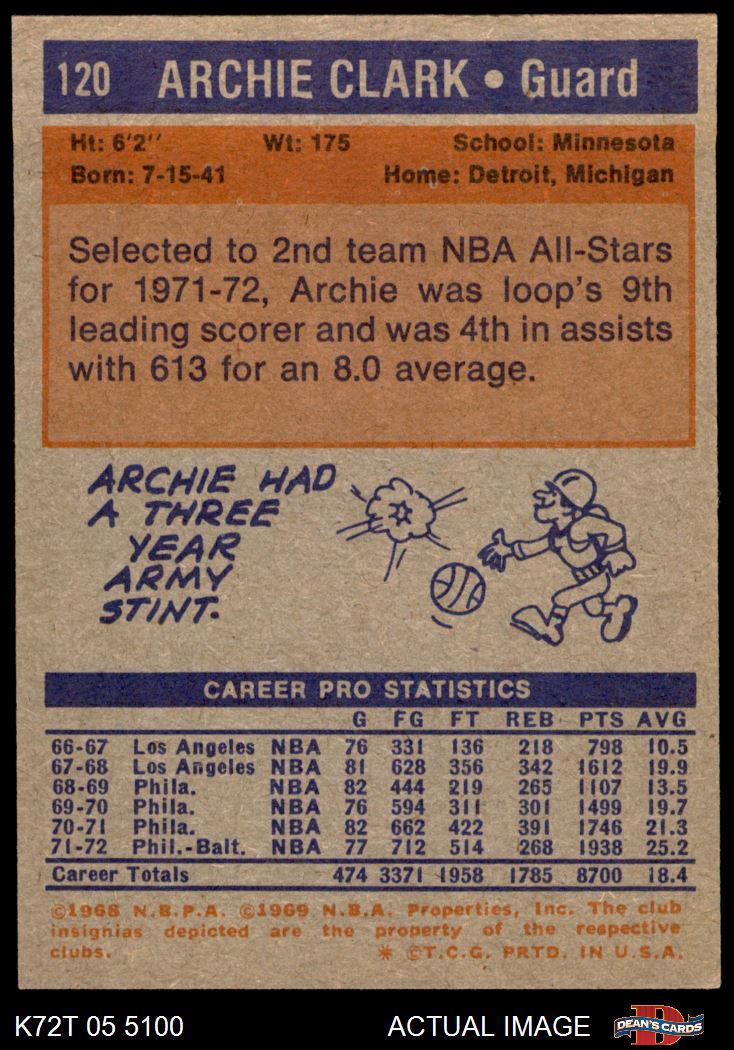 120 ARCHIE CLARK • Guard
Ht: 6'2'' Wt: 175 School: Minnesota
Born: 7-15-41 Home: Detroit, Michigan
Selected to 2nd team NBA All-Stars
for 1971-72, Archie was loop's 9th
leading scorer and was 4th in assists
with 613 for an 8.0 average.
ARCHIE HAD
A THREE
YEAR
ARMY
STINT.
CAREER PRO STATISTICS
G FG FT REB PTS AVG
66-67 Los Angeles NBA 76 331 136 218 798 10.5
67-68 Los Angeles NBA 81 628 356 342 1612 19.9
68-69 Phila. NBA 82 444 219 265 1107 13.5
69-70 Phila. NBA 76 594 311 301 1499 19.7
70-71 Phila. NBA 82 662 422 391 1746 21.3
71-72 Phil.-Balt. NBA 77 712 514 268 1938 25.2
Career Totals 474 3371 1958 1785 8700 18.4
©1968 N.B.P.A. ©1969 N.B.A. Properties, Inc. The club
insignias depicted are the property of the respective
clubs. * ©T.C.G. PRTD. IN U.S.A.
K72T 05 5100 ACTUAL IMAGE DEAN'S CARDS